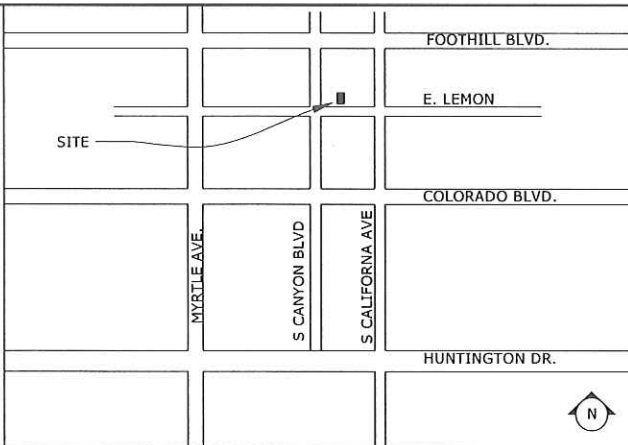 FOOTHILL BLVD.
E. LEMON
SITE
COLORADO BLVD.
MYRTLE AVE.
S CANYON BLVD
S CALIFORNA AVE
HUNTINGTON DR.
N